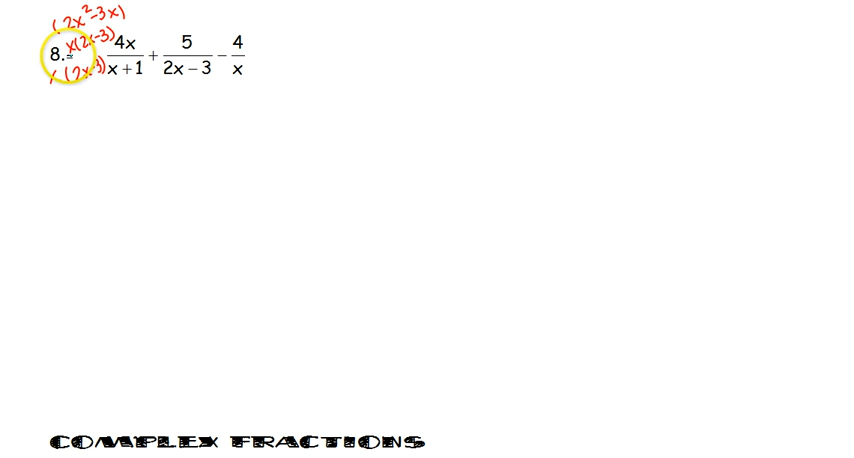 (2x²-3x)
x(2x-3)
8. 4x/(x + 1) + 5/(2x − 3) − 4/x
(2x-3)
COMPLEX FRACTIONS